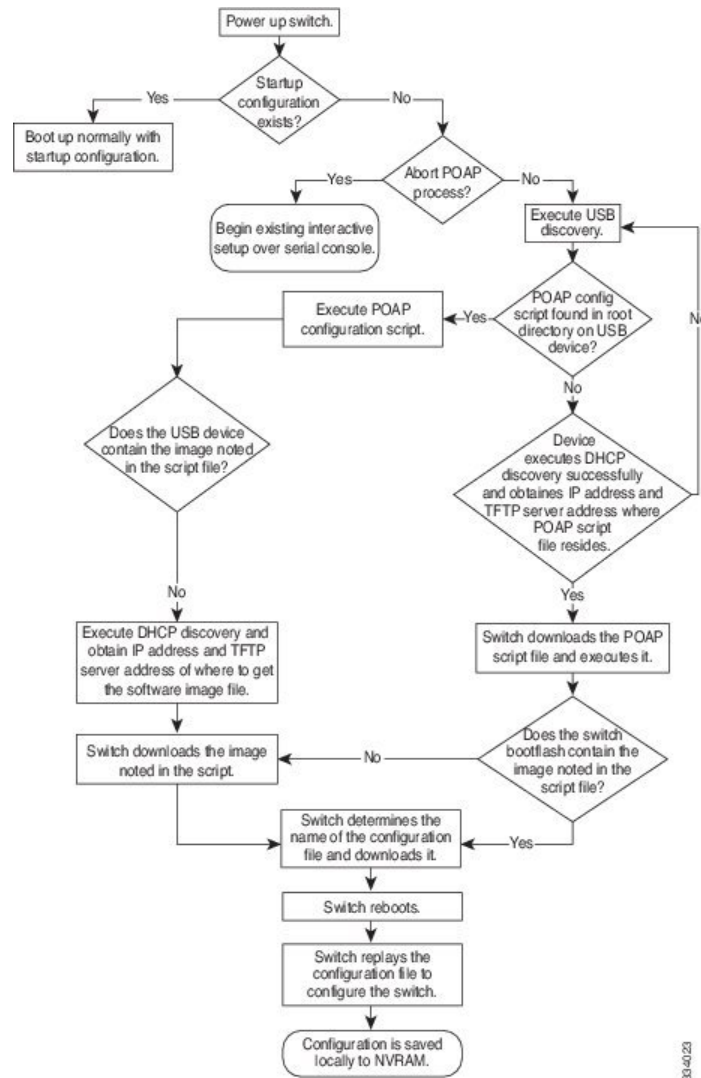 Power up switch.
Startup
configuration
exists?
Yes
No
Boot up normally with
startup configuration.
Abort POAP
process?
Yes
No
Begin existing interactive
setup over serial console.
Execute USB
discovery.
POAP config
script found in root
directory on USB
device?
Yes
Execute POAP
configuration script.
No
No
Does the USB device
contain the image noted
in the script file?
Device
executes DHCP
discovery successfully
and obtaines IP address and
TFTP server address where
POAP script
file resides.
No
Yes
Execute DHCP discovery and
obtain IP address and TFTP
server address of where to get
the software image file.
Switch downloads the POAP
script file and executes it.
Switch downloads the image
noted in the script.
No
Does the switch
bootflash contain the
image noted in the
script file?
Yes
Switch determines the
name of the configuration
file and downloads it.
Switch reboots.
Switch replays the
configuration file to
configure the switch.
Configuration is saved
locally to NVRAM.
334023